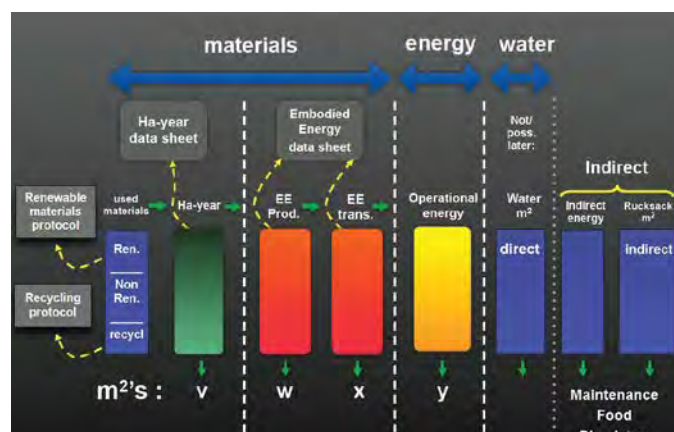 materials
energy
water
Ha-year
data sheet
Embodied
Energy
data sheet
Not/
poss.
later:
Indirect
Renewable
materials
protocol
used
materials
Ha-year
EE
Prod.
EE
trans.
Operational
energy
Water
m²
Indirect
energy
Rucksack
m²
Ren.
Non
Ren.
recycl
direct
indirect
Recycling
protocol
m²'s :
v
w
x
y
Maintenance
Food